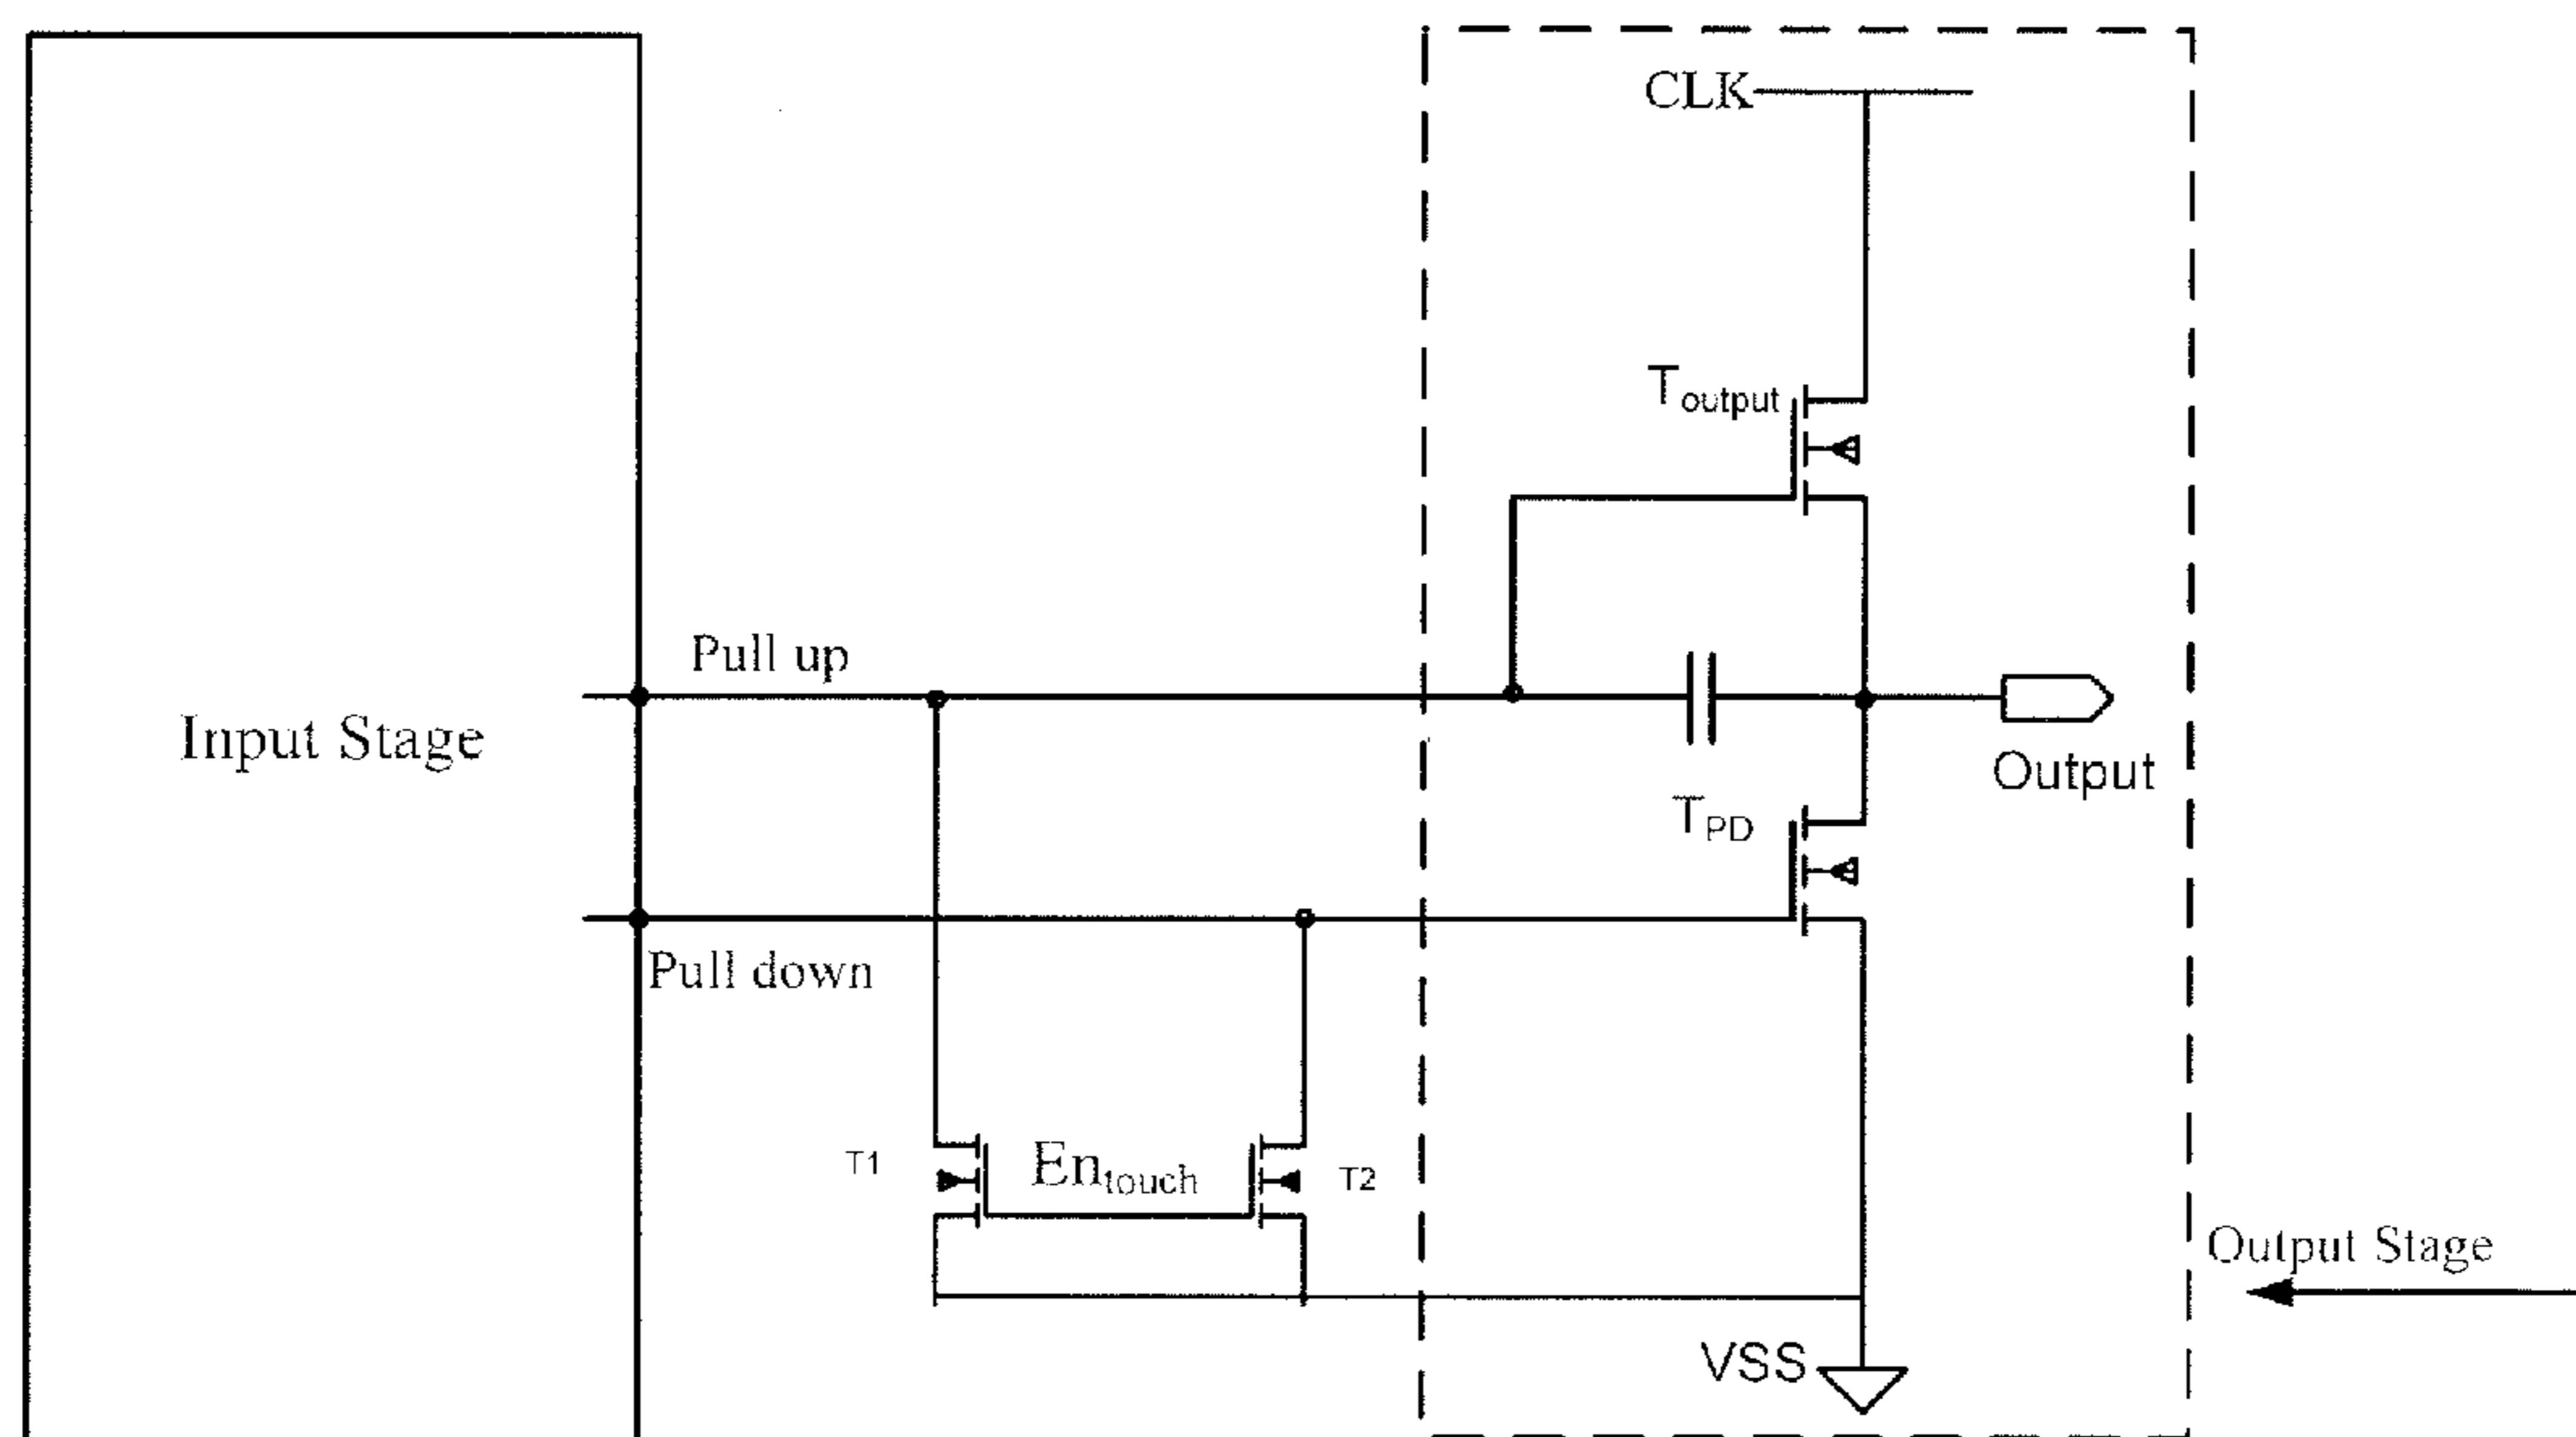 CLK
Toutput
Pull up
Input Stage
Output
TPD
Pull down
T1
Entouch
T2
Output Stage
VSS